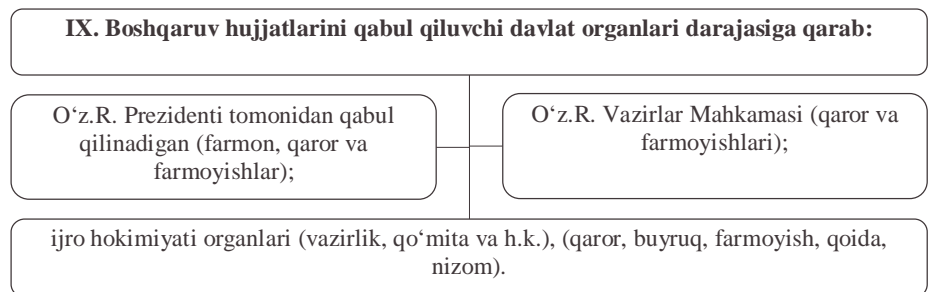 IX. Boshqaruv hujjatlarini qabul qiluvchi davlat organlari darajasiga qarab:
O‘z.R. Prezidenti tomonidan qabul
qilinadigan (farmon, qaror va
farmoyishlar);
O‘z.R. Vazirlar Mahkamasi (qaror va
farmoyishlari);
ijro hokimiyati organlari (vazirlik, qo‘mita va h.k.), (qaror, buyruq, farmoyish, qoida,
nizom).